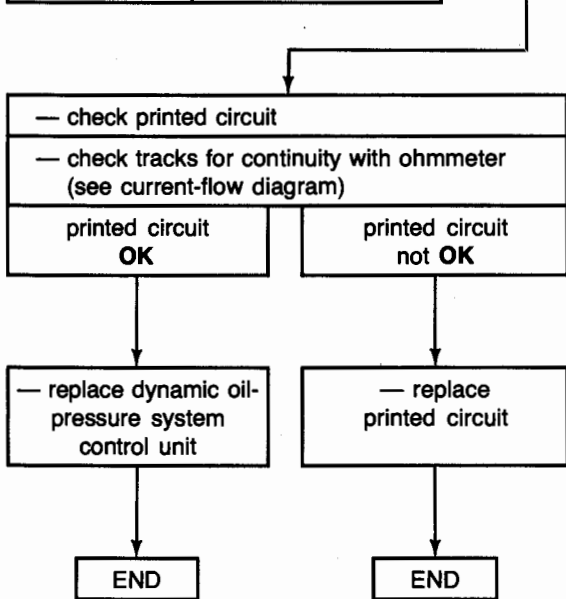 — check printed circuit
— check tracks for continuity with ohmmeter
(see current-flow diagram)
printed circuit
OK
printed circuit
not OK
— replace dynamic oil-
pressure system
control unit
— replace
printed circuit
END
END